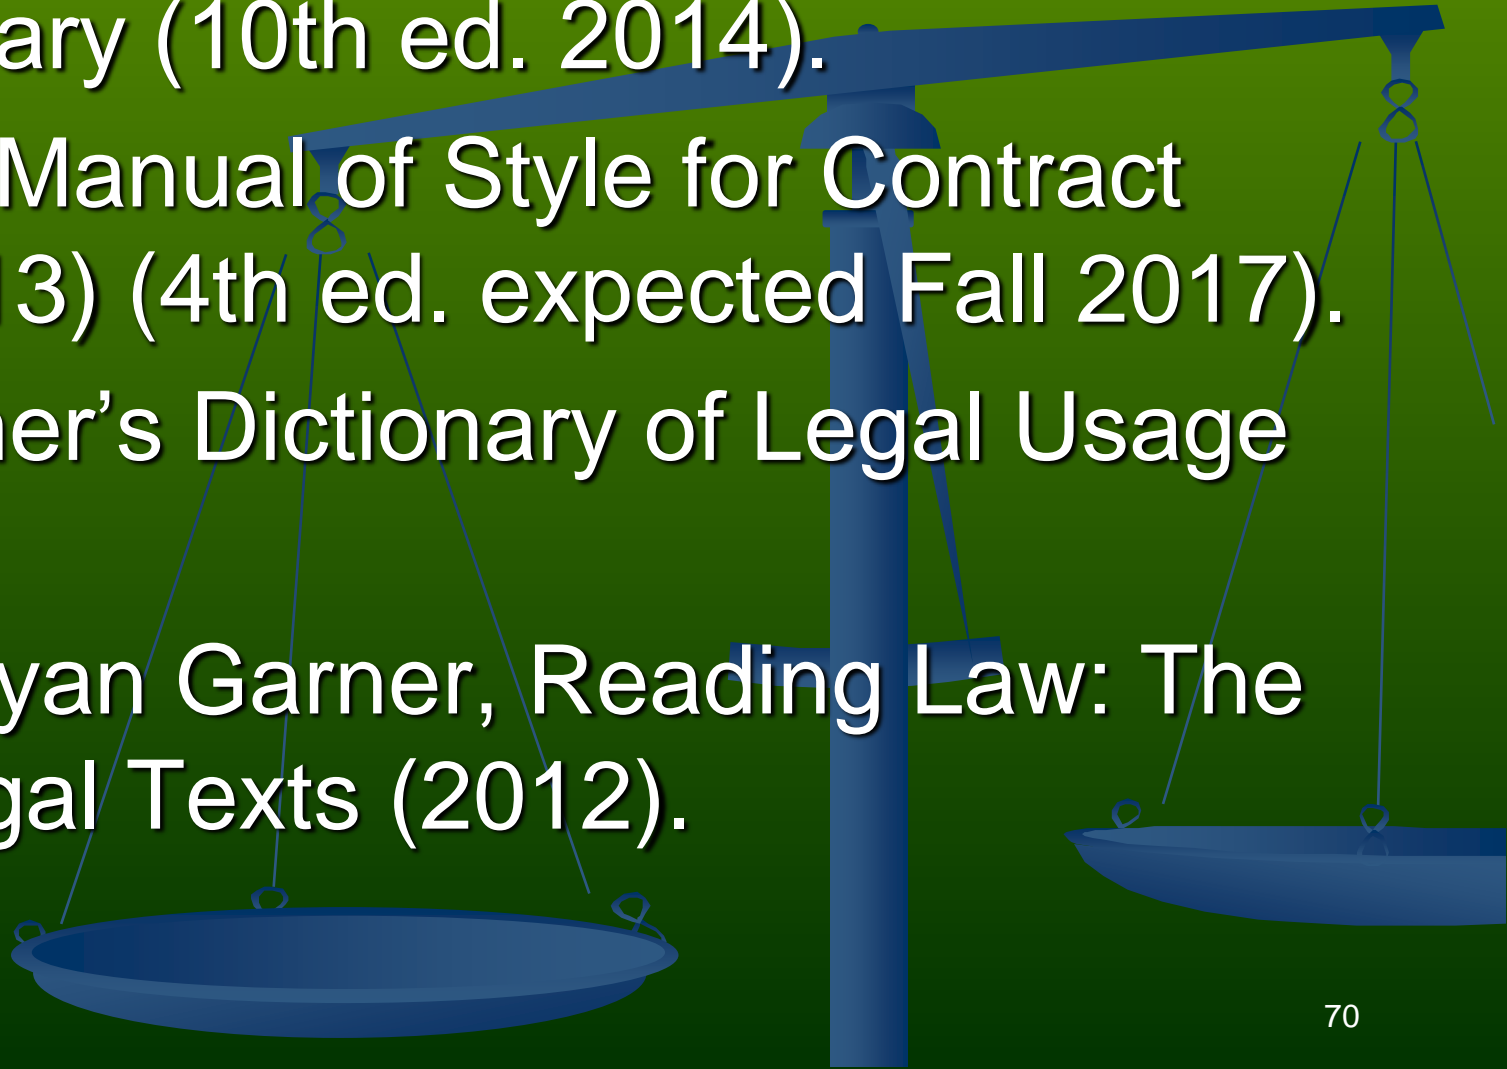 ary (10th ed. 2014).
Manual of Style for Contract
13) (4th ed. expected Fall 2017).
ner’s Dictionary of Legal Usage
yan Garner, Reading Law: The
gal Texts (2012).
70